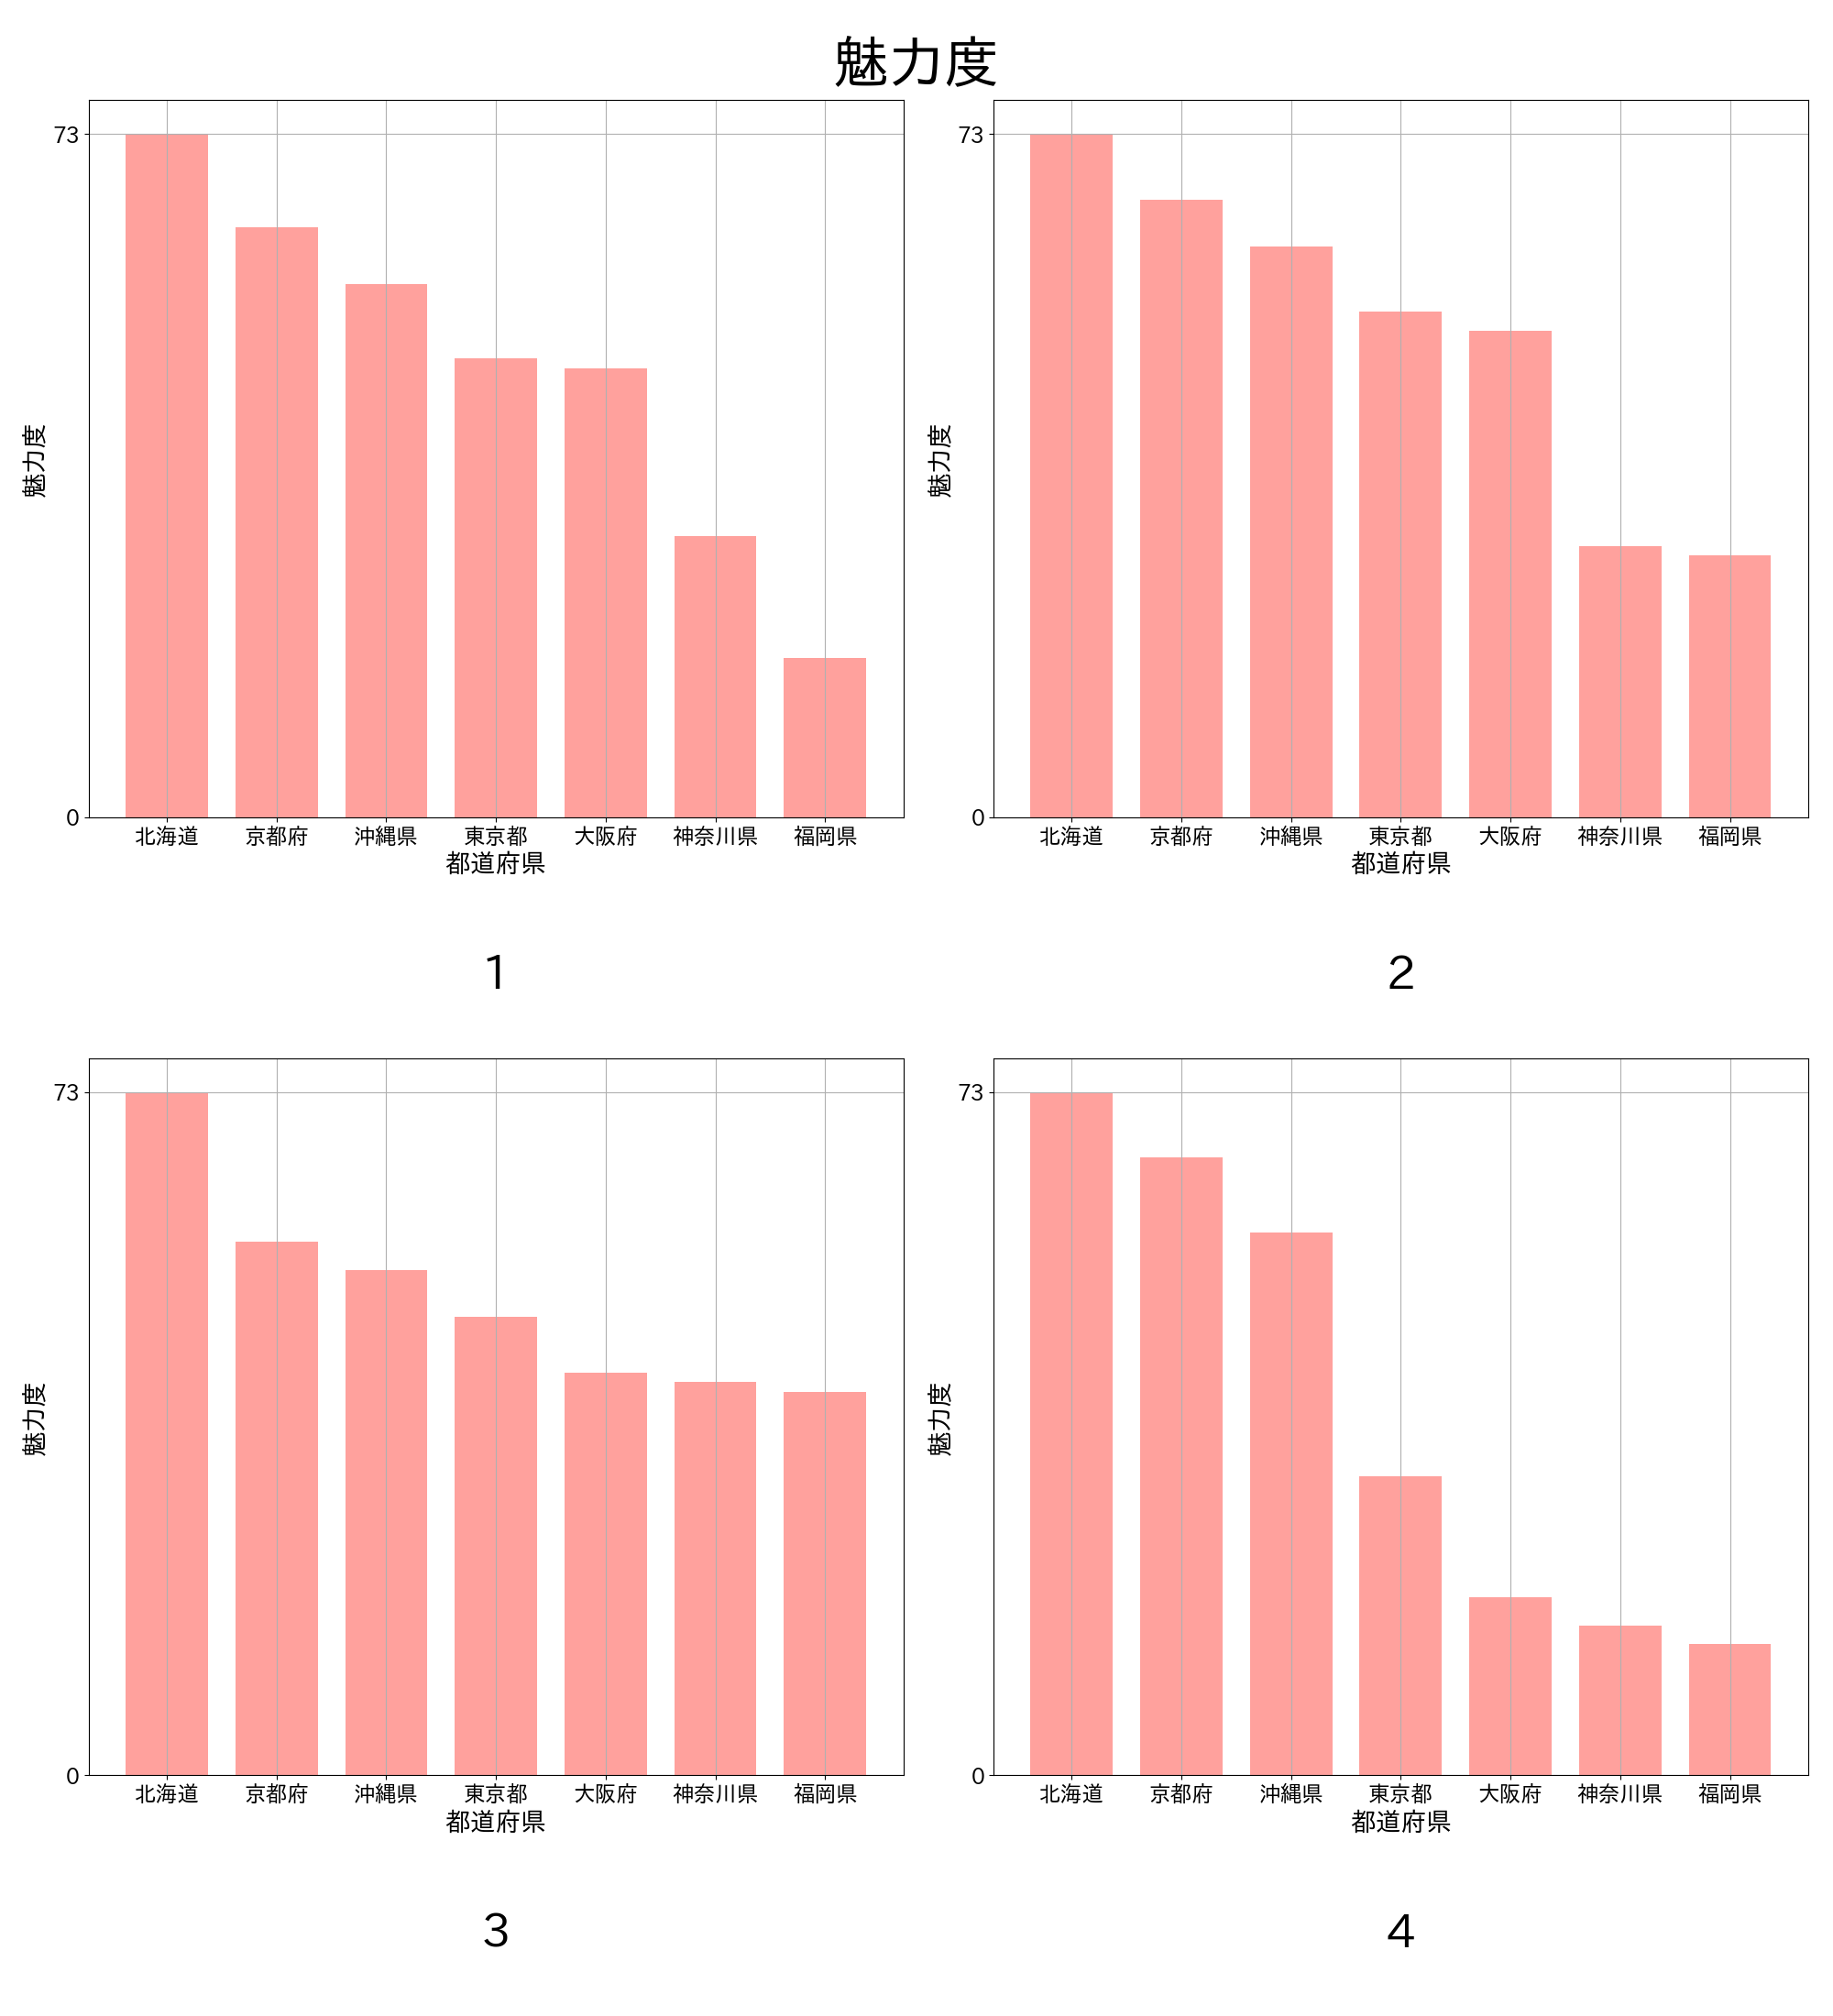 魅力度
73
0
魅力度
北海道 京都府 沖縄県 東京都 大阪府 神奈川県 福岡県
都道府県
1
73
0
魅力度
北海道 京都府 沖縄県 東京都 大阪府 神奈川県 福岡県
都道府県
2
73
0
魅力度
北海道 京都府 沖縄県 東京都 大阪府 神奈川県 福岡県
都道府県
3
73
0
魅力度
北海道 京都府 沖縄県 東京都 大阪府 神奈川県 福岡県
都道府県
4